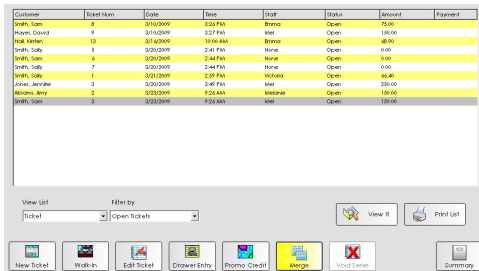 Customer Ticket Num Date Time Staff Status Amount Payment
Smith, Sam 8 3/10/2009 3:26 PM Emma Open 75.00
Hayes, David 9 3/10/2009 3:27 PM Mel Open 150.00
Hall, Kirsten 13 3/16/2009 10:00 AM Emma Open 68.90
Smith, Sally 5 3/20/2009 2:41 PM None Open 0.00
Smith, Sam 6 3/20/2009 2:44 PM None Open 0.00
Smith, Sally 7 3/20/2009 2:44 PM None Open 0.00
Smith, Sally 1 3/21/2009 2:59 PM Victoria Open 66.40
Jones, Jennifer 3 3/20/2009 3:49 PM Mel Open 250.00
Abrams, Amy 2 3/23/2009 9:26 AM Melanie Open 150.00
Smith, Sam 3 3/23/2009 9:26 AM Mel Open 150.00
View List Filter by
Ticket Open Tickets View It Print List
New Ticket Walk-In Edit Ticket Drawer Entry Promo Credit Merge Void Series Summary